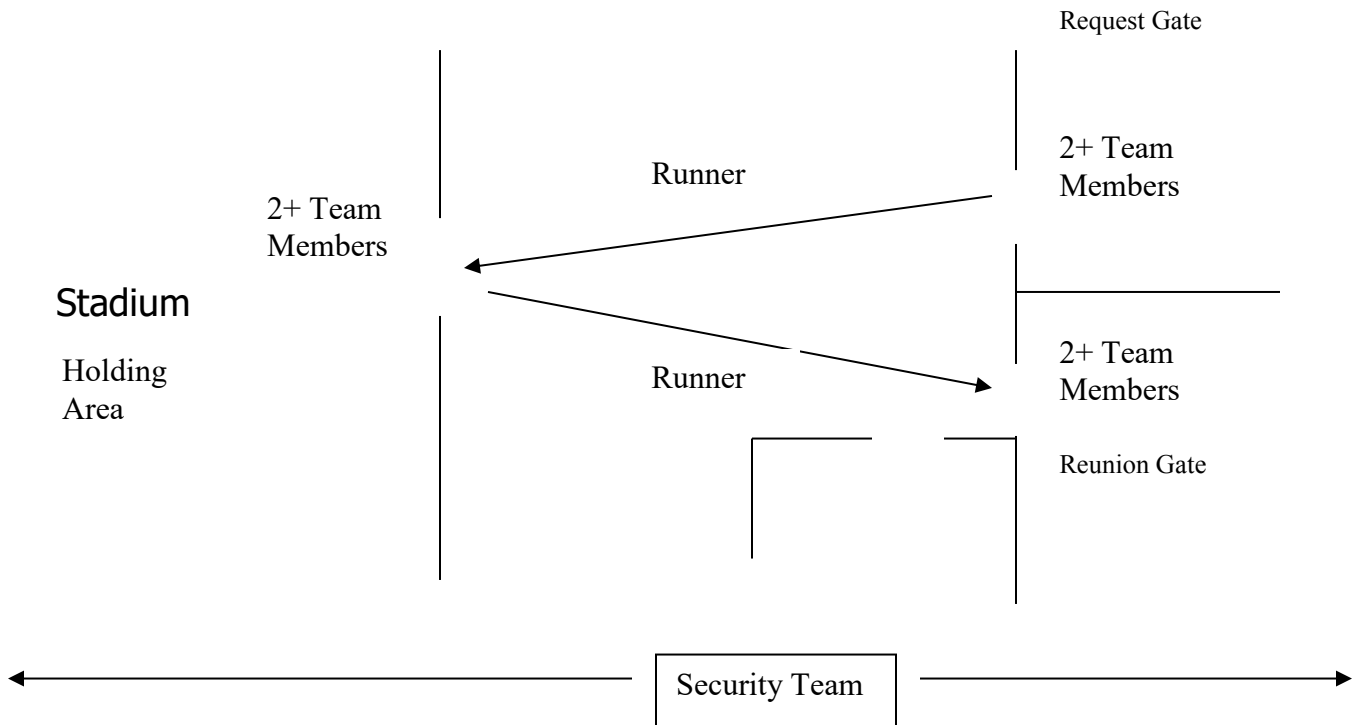 Request Gate
2+ Team
Members
Runner
2+ Team
Members
Stadium
Holding
Area
Runner
2+ Team
Members
Reunion Gate
Security Team